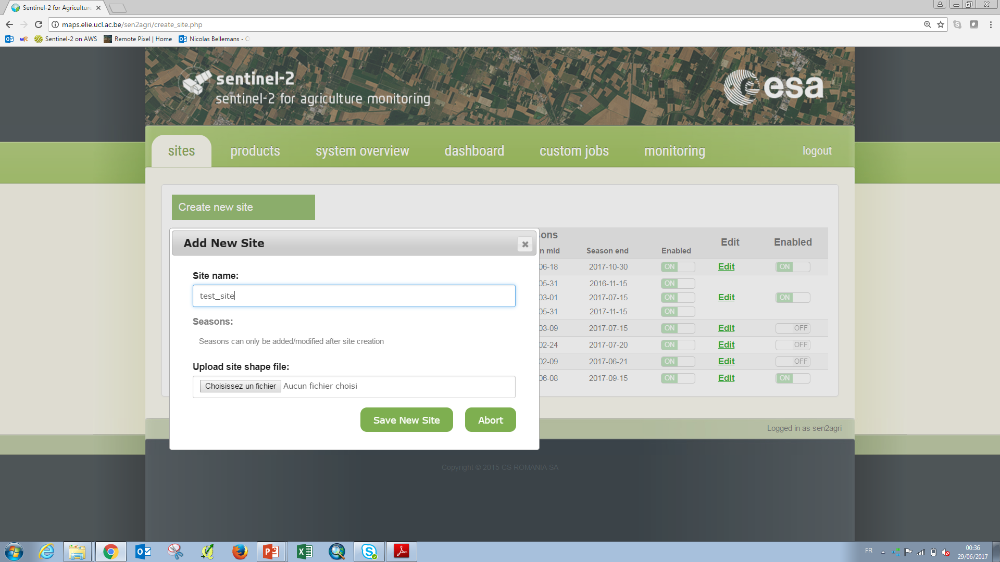 Sentinel-2 for Agriculture
maps.elie.ucl.ac.be/sen2agri/create_site.php
Sentinel-2 on AWS
Remote Pixel | Home
Nicolas Bellemans -
sentinel-2
sentinel-2 for agriculture monitoring
esa
sites products system overview dashboard custom jobs monitoring logout
Create new site
Add New Site
Site name:
test_site
Seasons:
Seasons can only be added/modified after site creation
Upload site shape file:
Choisissez un fichier Aucun fichier choisi
Save New Site Abort
ons Edit Enabled
n mid Season end Enabled
06-18 2017-10-30 ON Edit ON
05-31 2016-11-15 ON
03-01 2017-07-15 ON Edit ON
05-31 2017-11-15 ON
03-09 2017-07-15 ON Edit OFF
02-24 2017-07-20 ON Edit OFF
02-09 2017-06-21 ON Edit OFF
06-08 2017-09-15 ON Edit ON
Logged in as sen2agri
Copyright © 2015 CS ROMANIA SA
FR
00:36
29/06/2017